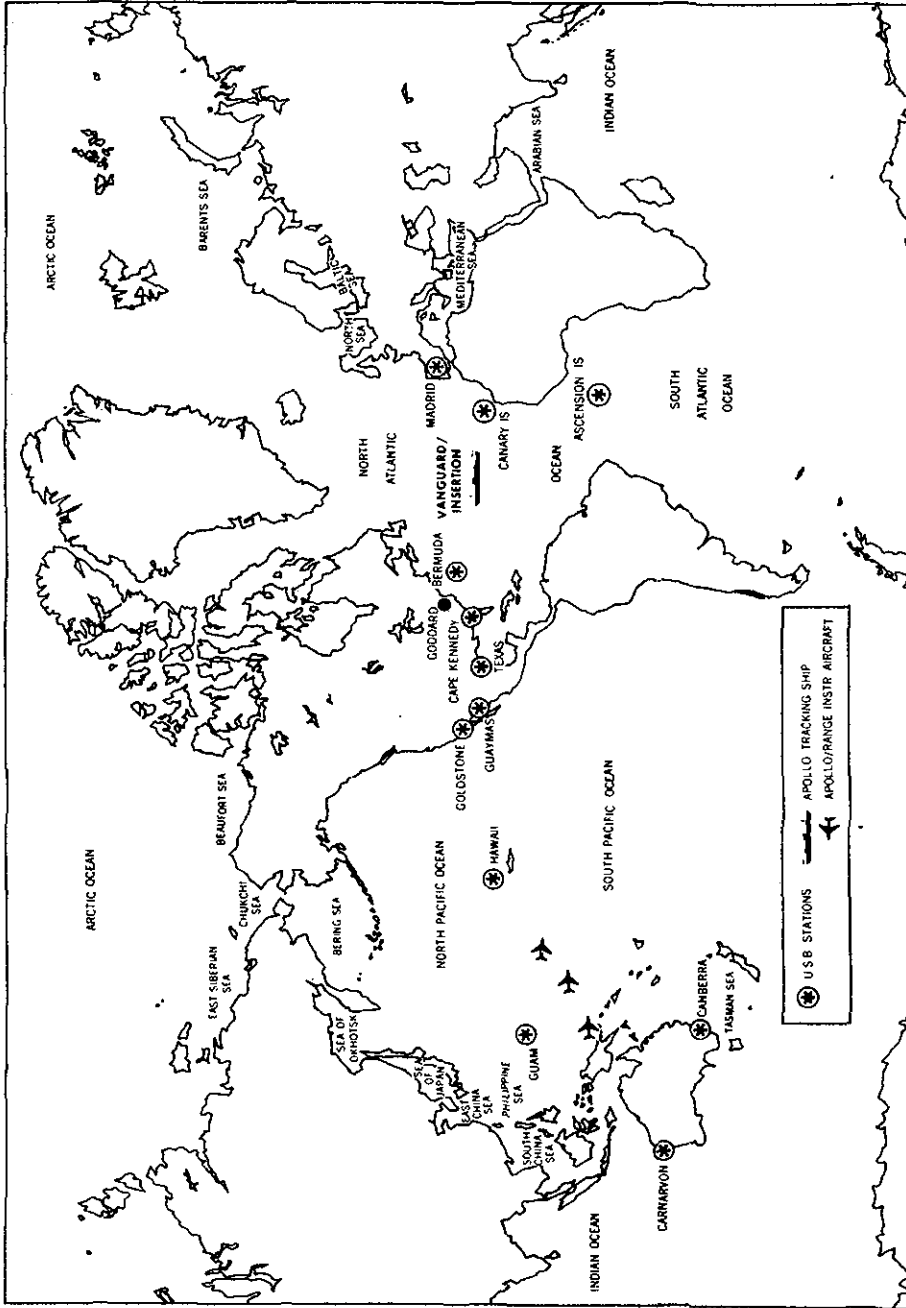 ARCTIC OCEAN
ARCTIC OCEAN
BARENTS SEA
EAST SIBERIAN
SEA
CHUKCHI
SEA
BEAUFORT SEA
BERING SEA
SEA OF
OKHOTSK
SEA
OF
JAPAN
EAST
CHINA
SEA
PHILIPPINE
SEA
SOUTH
CHINA
SEA
NORTH
SEA
BALTIC
SEA
NORTH
ATLANTIC
MEDITERRANEAN
SEA
ARABIAN SEA
NORTH PACIFIC OCEAN
GOLDSTONE
GUAYMAS
GODDARD
CAPE KENNEDY
TEXAS
BERMUDA
VANGUARD/
INSERTION
MADRID
CANARY IS
HAWAII
GUAM
OCEAN
ASCENSION IS
INDIAN OCEAN
INDIAN OCEAN
SOUTH PACIFIC OCEAN
SOUTH
ATLANTIC
OCEAN
CARNARVON
CANBERRA
TASMAN SEA
U S B STATIONS
APOLLO TRACKING SHIP
APOLLO/RANGE INSTR AIRCRAFT